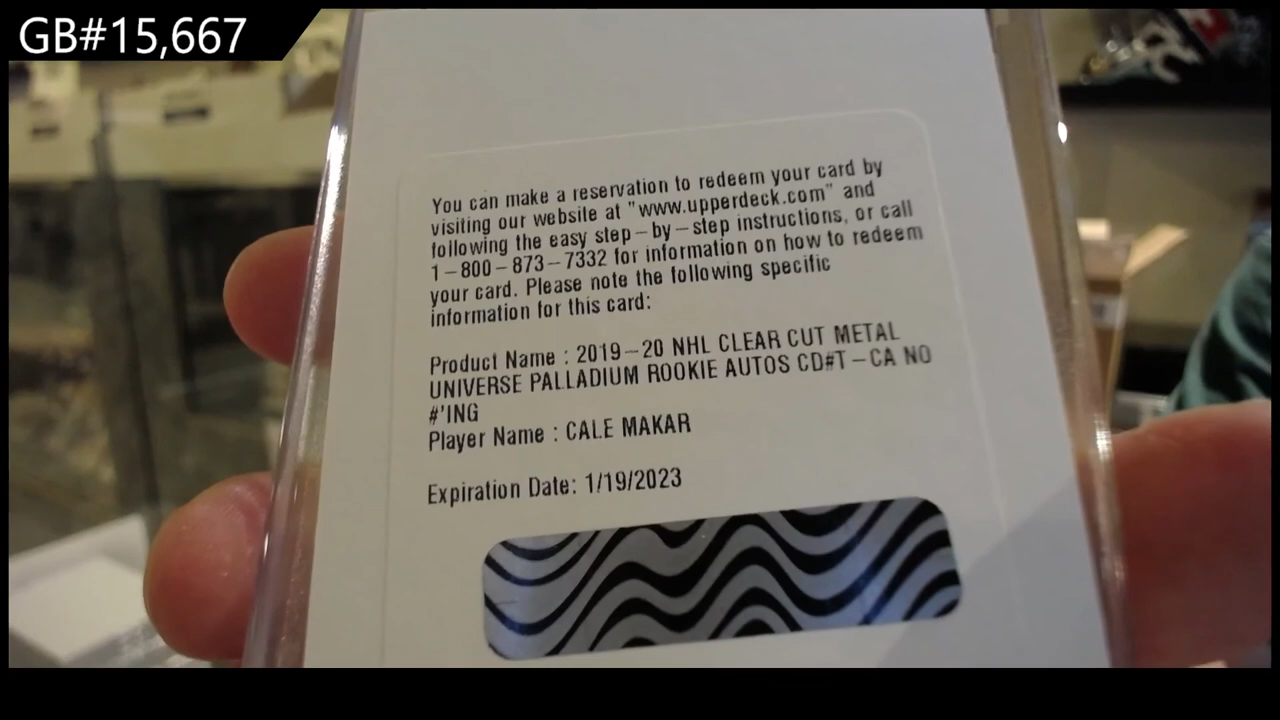 GB#15,667
You can make a reservation to redeem your card by
visiting our website at "www.upperdeck.com" and
following the easy step-by-step instructions, or call
1-800-873-7332 for information on how to redeem
your card. Please note the following specific
information for this card:
Product Name : 2019-20 NHL CLEAR CUT METAL
UNIVERSE PALLADIUM ROOKIE AUTOS CD#T-CA NO
#'ING
Player Name : CALE MAKAR
Expiration Date: 1/19/2023